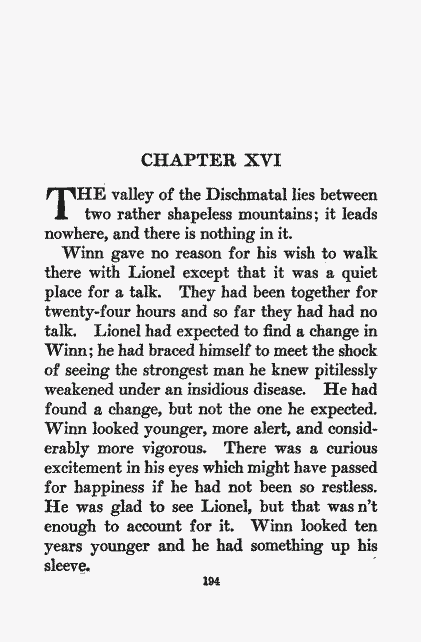 CHAPTER XVI
THE valley of the Dischmatal lies between
two rather shapeless mountains; it leads
nowhere, and there is nothing in it.
Winn gave no reason for his wish to walk
there with Lionel except that it was a quiet
place for a talk. They had been together for
twenty-four hours and so far they had had no
talk. Lionel had expected to find a change in
Winn; he had braced himself to meet the shock
of seeing the strongest man he knew pitilessly
weakened under an insidious disease. He had
found a change, but not the one he expected.
Winn looked younger, more alert, and consid-
erably more vigorous. There was a curious
excitement in his eyes which might have passed
for happiness if he had not been so restless.
He was glad to see Lionel, but that was n't
enough to account for it. Winn looked ten
years younger and he had something up his
sleeve.
194